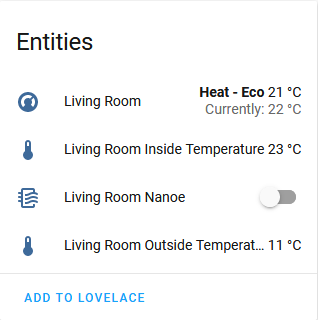 Entities
Living Room
Heat - Eco 21 °C
Currently: 22 °C
Living Room Inside Temperature 23 °C
Living Room Nanoe
Living Room Outside Temperat... 11 °C
ADD TO LOVELACE